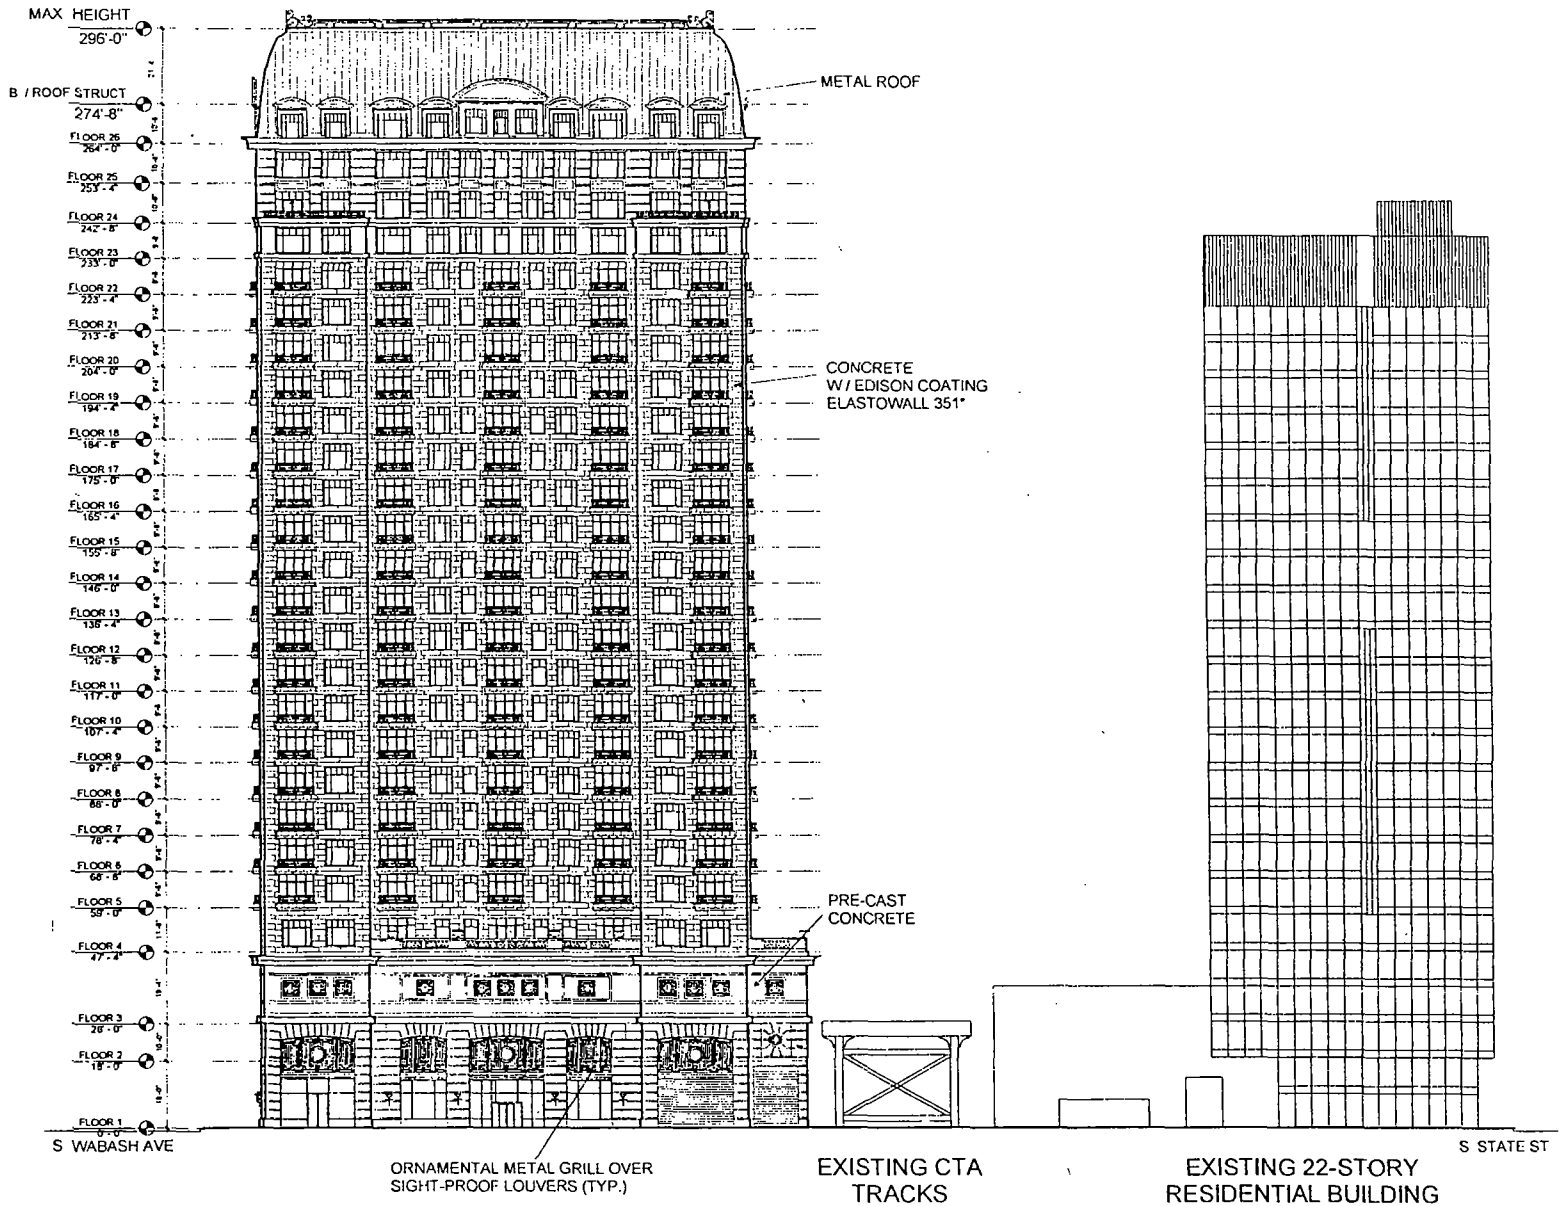 MAX HEIGHT
296'-0"
B / ROOF STRUCT
274'-8"
FLOOR 26
264' - 0"
FLOOR 25
253' - 4"
FLOOR 24
242' - 8"
FLOOR 23
233' - 0"
FLOOR 22
223' - 4"
FLOOR 21
213' - 8"
FLOOR 20
204' - 0"
FLOOR 19
194' - 4"
FLOOR 18
184' - 8"
FLOOR 17
175' - 0"
FLOOR 16
165' - 4"
FLOOR 15
155' - 8"
FLOOR 14
146' - 0"
FLOOR 13
136' - 4"
FLOOR 12
126' - 8"
FLOOR 11
117' - 0"
FLOOR 10
107' - 4"
FLOOR 9
FLOOR 8
88' - 0"
FLOOR 7
78' - 4"
FLOOR 6
68' - 8"
FLOOR 5
59' - 0"
FLOOR 4
47' - 4"
FLOOR 3
28' - 0"
FLOOR 2
18' - 0"
FLOOR 1
0' - 0"
METAL ROOF
CONCRETE
W / EDISON COATING
ELASTOWALL 351"
PRE-CAST
CONCRETE
S WABASH AVE
S STATE ST
ORNAMENTAL METAL GRILL OVER
SIGHT-PROOF LOUVERS (TYP.)
EXISTING CTA
TRACKS
EXISTING 22-STORY
RESIDENTIAL BUILDING